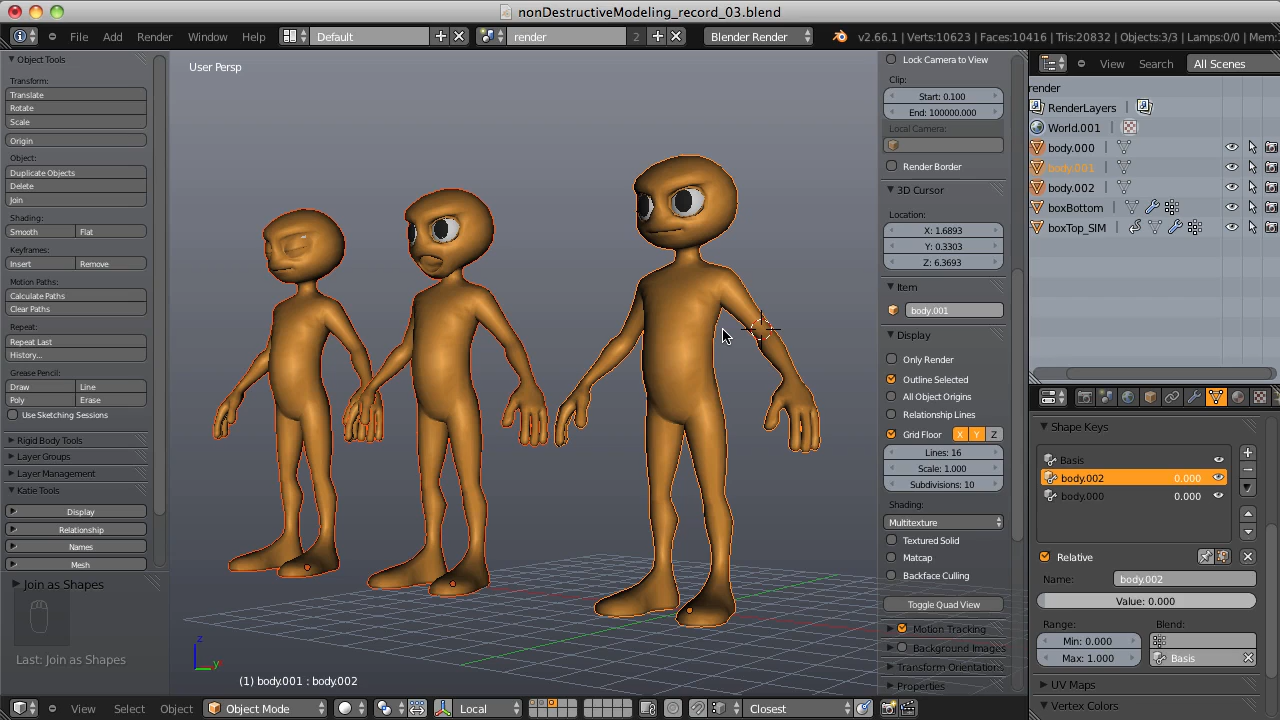 nonDestructiveModeling_record_03.blend
File Add Render Window Help Default render 2 Blender Render v2.66.1 | Verts:10623 | Faces:10416 | Tris:20832 | Objects:3/3 | Lamps:0/0 | Mem:
Object Tools
Transform:
Translate
Rotate
Scale
Origin
Object:
Duplicate Objects
Delete
Join
Shading:
Smooth Flat
Keyframes:
Insert Remove
Motion Paths:
Calculate Paths
Clear Paths
Repeat:
Repeat Last
History...
Grease Pencil:
Draw Line
Poly Erase
Use Sketching Sessions
Rigid Body Tools
Layer Groups
Layer Management
Katie Tools
Display
Relationship
Names
Mesh
Join as Shapes
Last: Join as Shapes
User Persp
z
y
(1) body.001 : body.002
Lock Camera to View
Clip:
Start: 0.100
End: 100000.000
Local Camera:
Render Border
3D Cursor
Location:
X: 1.6893
Y: 0.3303
Z: 6.3693
Item
body.001
Display
Only Render
Outline Selected
All Object Origins
Relationship Lines
Grid Floor X Y Z
Lines: 16
Scale: 1.000
Subdivisions: 10
Shading:
Multitexture
Textured Solid
Matcap
Backface Culling
Toggle Quad View
Motion Tracking
Background Images
Transform Orientations
Properties
View Search All Scenes
render
RenderLayers
World.001
body.000
body.001
body.002
boxBottom
boxTop_SIM
Shape Keys
Basis
body.002 0.000
body.000 0.000
Relative
Name: body.002
Value: 0.000
Range: Blend:
Min: 0.000
Max: 1.000 Basis
UV Maps
Vertex Colors
View Select Object Object Mode Local Closest